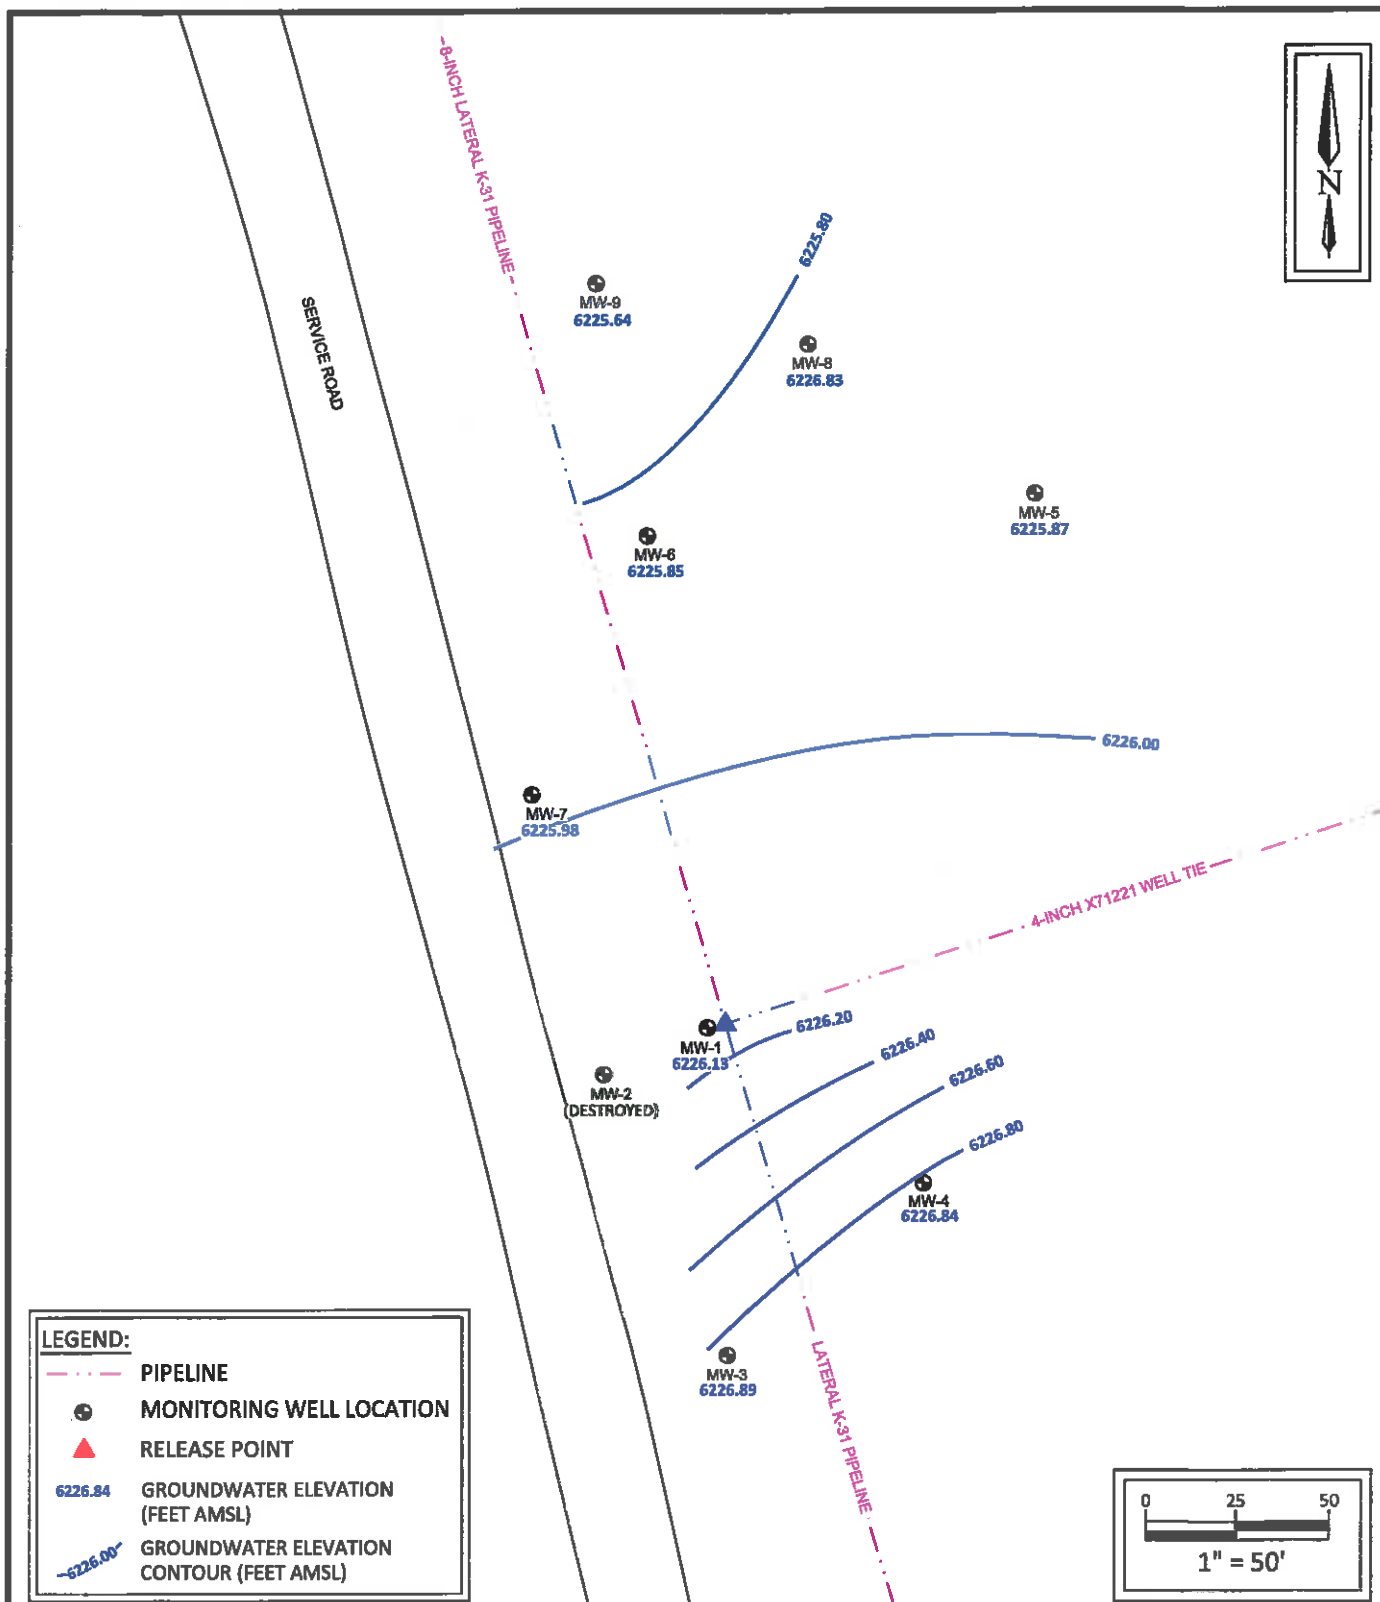 8-INCH LATERAL K-31 PIPELINE
N
6225.80
MW-9
6225.64
SERVICE ROAD
MW-8
6226.83
MW-5
6225.87
MW-6
6225.85
6226.00
MW-7
6225.98
4-INCH X71221 WELL TIE
6226.20
MW-1
6226.13
6226.40
6226.60
MW-2
(DESTROYED)
6226.80
MW-4
6226.84
MW-3
6226.89
LATERAL K-31 PIPELINE
LEGEND:
PIPELINE
MONITORING WELL LOCATION
RELEASE POINT
6226.84 GROUNDWATER ELEVATION
(FEET AMSL)
6226.00 GROUNDWATER ELEVATION
CONTOUR (FEET AMSL)
0 25 50
1" = 50'